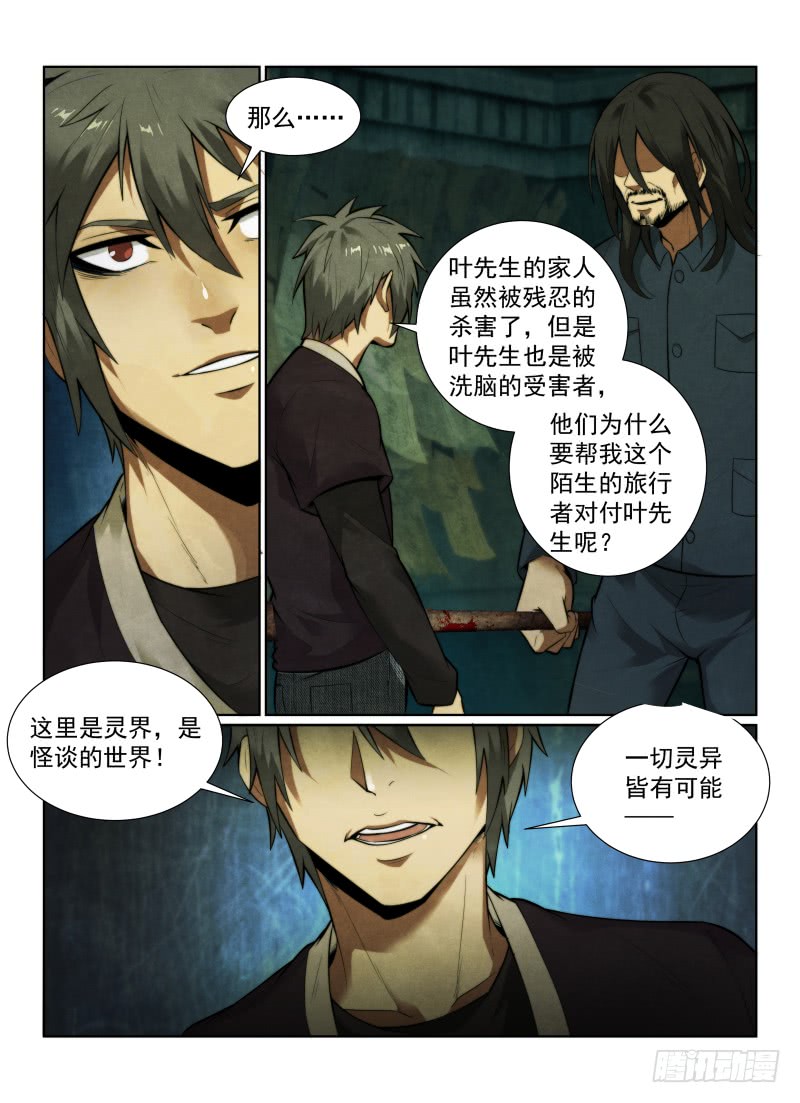 那么……
叶先生的家人
虽然被残忍的
杀害了，但是
叶先生也是被
洗脑的受害者，
他们为什么
要帮我这个
陌生的旅行
者对付叶先
生呢？
这里是灵界，是
怪谈的世界！
一切灵异
皆有可能
——
腾讯动漫